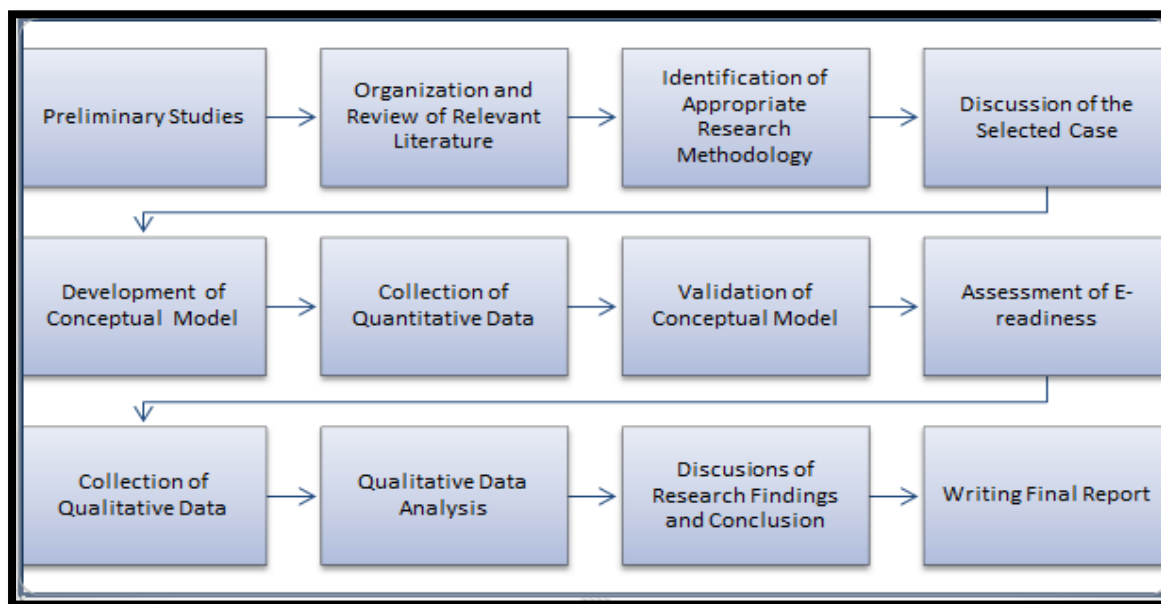 Preliminary Studies
Organization and
Review of Relevant
Literature
Identification of
Appropriate
Research
Methodology
Discussion of the
Selected Case
Development of
Conceptual Model
Collection of
Quantitative Data
Validation of
Conceptual Model
Assessment of E-
readiness
Collection of
Qualitative Data
Qualitative Data
Analysis
Discusions of
Research Findings
and Conclusion
Writing Final Report